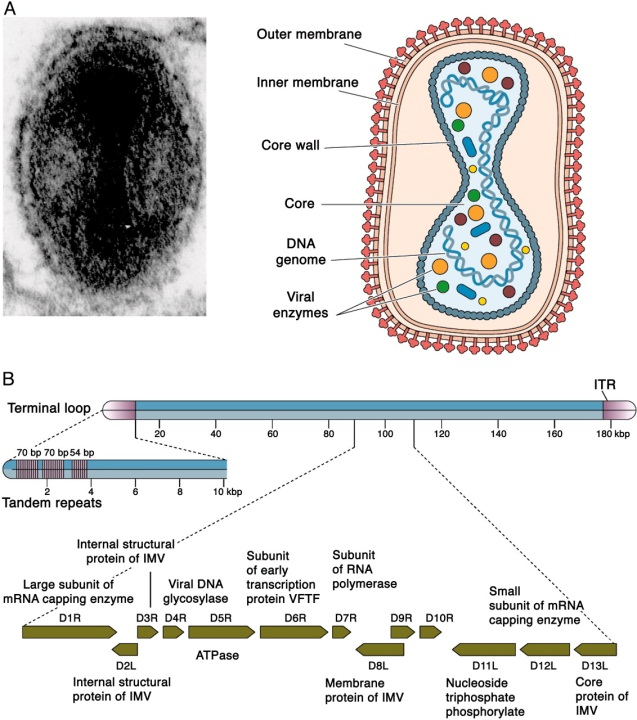 A
Outer membrane
Inner membrane
Core wall
Core
DNA
genome
Viral
enzymes
B
ITR
Terminal loop
20 40 60 80 100 120 140 160 180 kbp
70 bp 70 bp 54 bp
2 4 6 8 10 kbp
Tandem repeats
Internal structural
protein of IMV
Large subunit of
mRNA capping enzyme
Viral DNA
glycosylase
Subunit
of early
transcription
protein VFTF
Subunit
of RNA
polymerase
Small
subunit of mRNA
capping enzyme
D1R D3R D4R D5R D6R D7R D9R D10R
D2L D8L D11L D12L D13L
ATPase
Internal structural
protein of IMV
Membrane
protein of IMV
Nucleoside
triphosphate
phosphorylate
Core
protein
of IMV